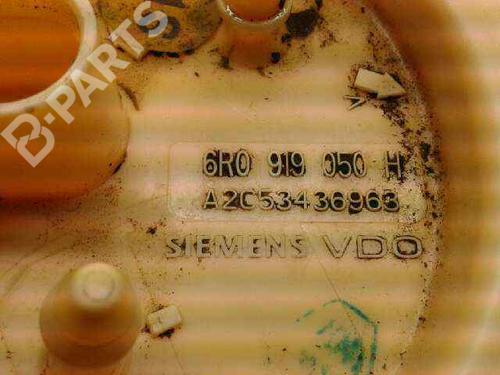 B-PARTS
6R0 919 050 H
A2C53436963
SIEMENS VDO